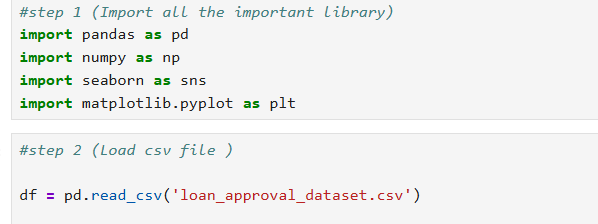 #step 1 (Import all the important library)
import pandas as pd
import numpy as np
import seaborn as sns
import matplotlib.pyplot as plt
#step 2 (Load csv file )
df = pd.read_csv('loan_approval_dataset.csv')